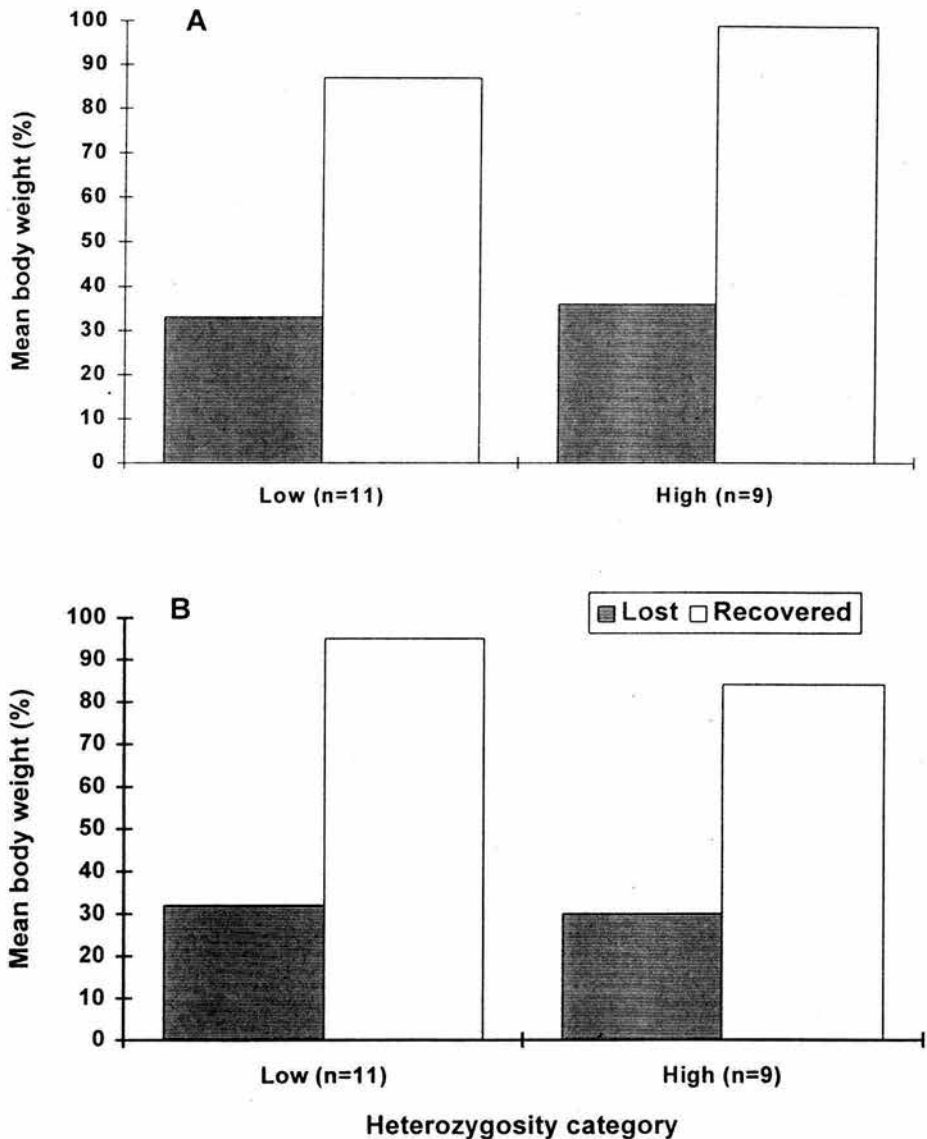 A
100
90
80
70
60
50
40
30
20
10
0
Mean body weight (%)
Low (n=11)
High (n=9)
B
Lost
Recovered
100
90
80
70
60
50
40
30
20
10
0
Mean body weight (%)
Low (n=11)
High (n=9)
Heterozygosity category